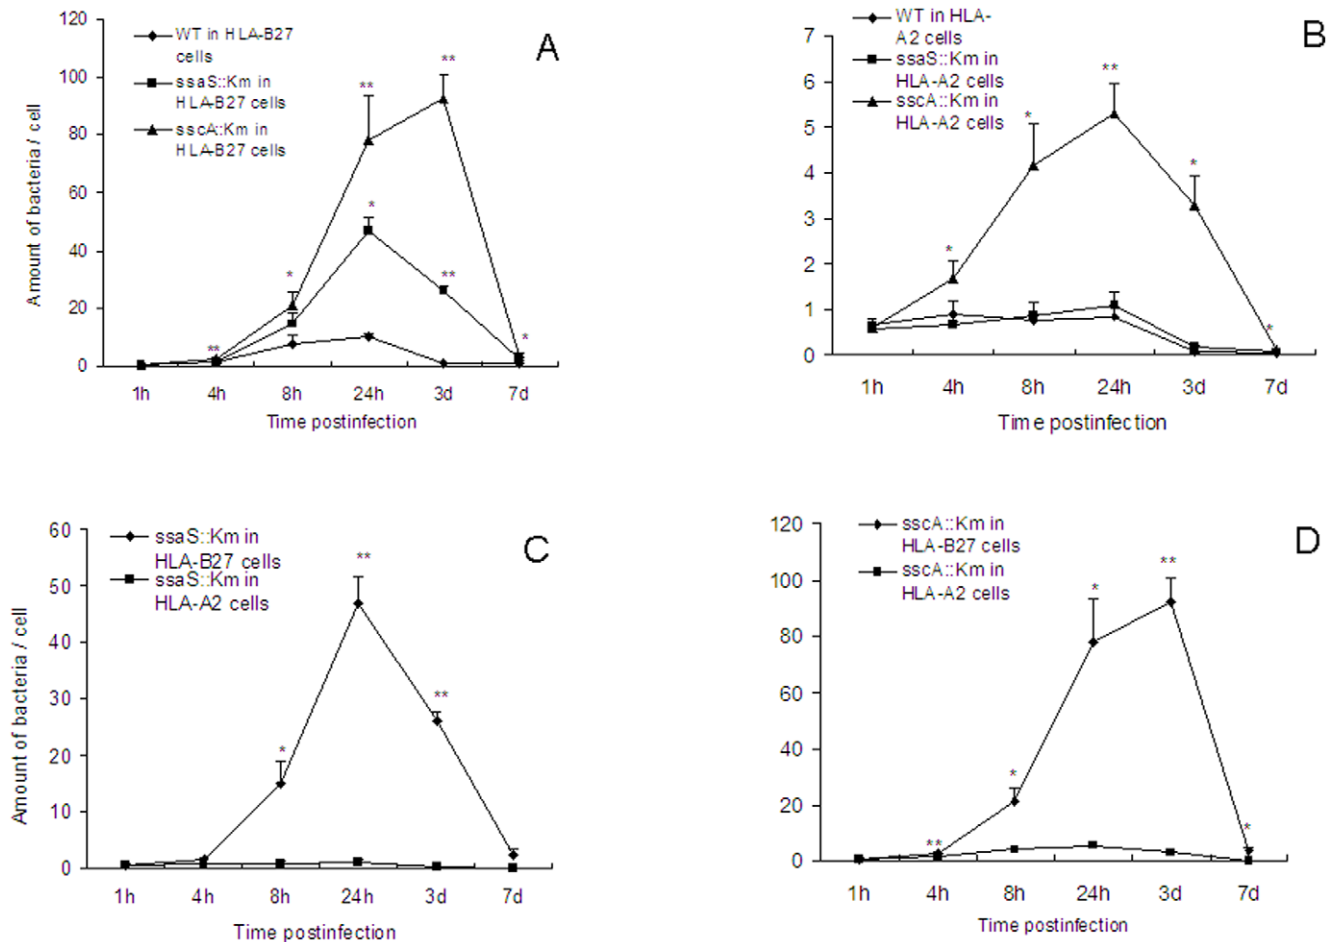 A
120
100
80
60
40
20
0
WT in HLA-B27
cells
ssaS::Km in
HLA-B27 cells
sscA::Km in
HLA-B27 cells
**
**
*
**
*
**
*
Amount of bacteria / cell
1h 4h 8h 24h 3d 7d
Time postinfection
B
7
6
5
4
3
2
1
0
WT in HLA-
A2 cells
ssaS::Km in
HLA-A2 cells
sscA::Km in
HLA-A2 cells
*
*
**
*
*
1h 4h 8h 24h 3d 7d
Time postinfection
C
60
50
40
30
20
10
0
ssaS::Km in
HLA-B27 cells
ssaS::Km in
HLA-A2 cells
*
**
**
Amount of bacteria / cell
1h 4h 8h 24h 3d 7d
Time postinfection
D
120
100
80
60
40
20
0
sscA::Km in
HLA-B27 cells
sscA::Km in
HLA-A2 cells
**
*
*
**
*
1h 4h 8h 24h 3d 7d
Time postinfection